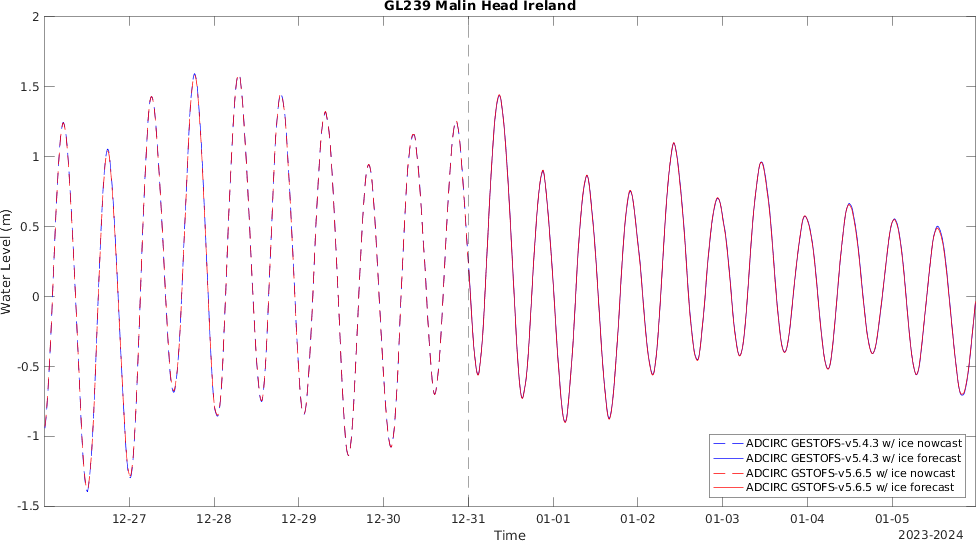 GL239 Malin Head Ireland
2
1.5
1
0.5
0
-0.5
-1
-1.5
Water Level (m)
12-27 12-28 12-29 12-30 12-31 01-01 01-02 01-03 01-04 01-05
Time
2023-2024
ADCIRC GESTOFS-v5.4.3 w/ ice nowcast
ADCIRC GESTOFS-v5.4.3 w/ ice forecast
ADCIRC GSTOFS-v5.6.5 w/ ice nowcast
ADCIRC GSTOFS-v5.6.5 w/ ice forecast